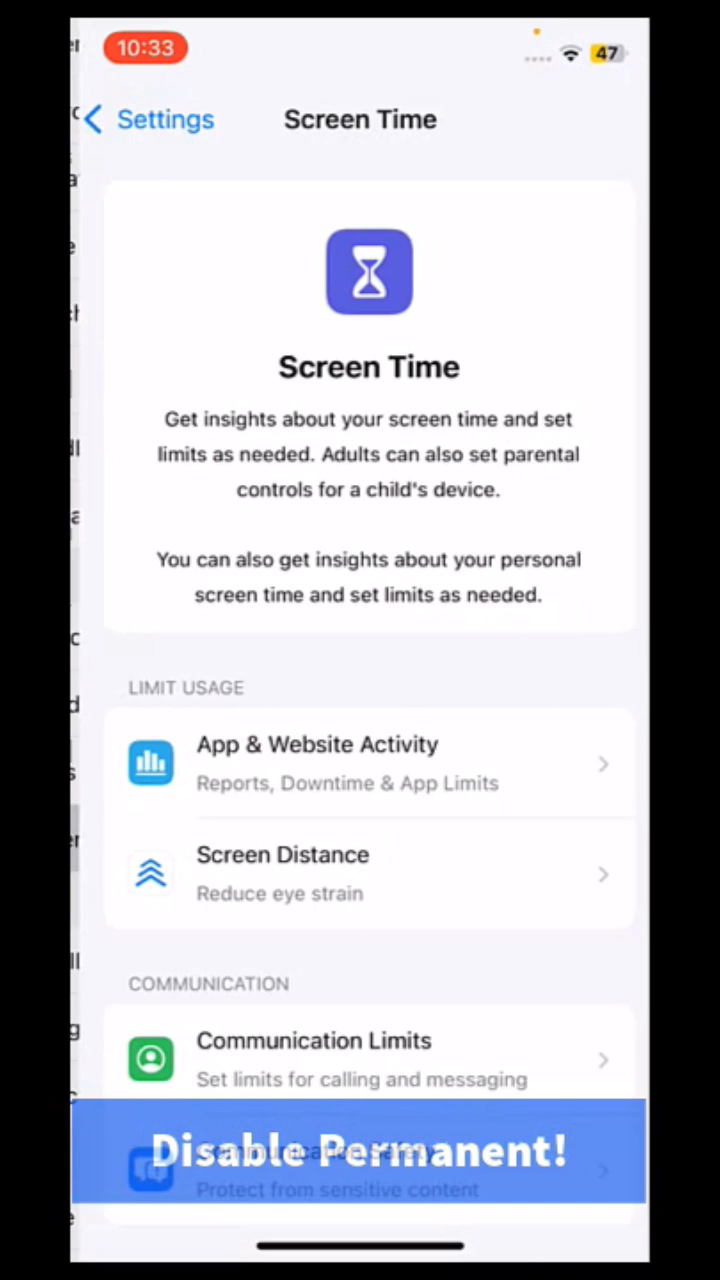 10:33
47
Settings
Screen Time
Screen Time
Get insights about your screen time and set
limits as needed. Adults can also set parental
controls for a child's device.
You can also get insights about your personal
screen time and set limits as needed.
LIMIT USAGE
App & Website Activity
Reports, Downtime & App Limits
Screen Distance
Reduce eye strain
COMMUNICATION
Communication Limits
Set limits for calling and messaging
Communication Safety
Disable Permanent!
Protect from sensitive content